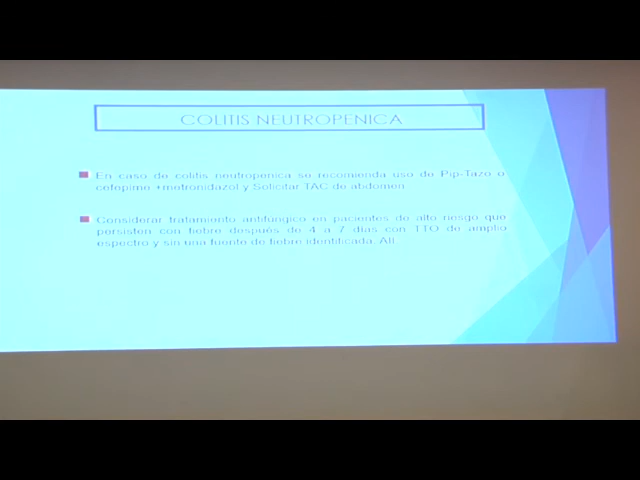 COLITIS NEUTROPENICA
En caso de colitis neutropenica se recomienda uso de Pip-Tazo o
cefepime +metronidazol y Solicitar TAC de abdomen
Considerar tratamiento antifúngico en pacientes de alto riesgo que
persisten con fiebre después de 4 a 7 días con TTO de amplio
espectro y sin una fuente de fiebre identificada. AII